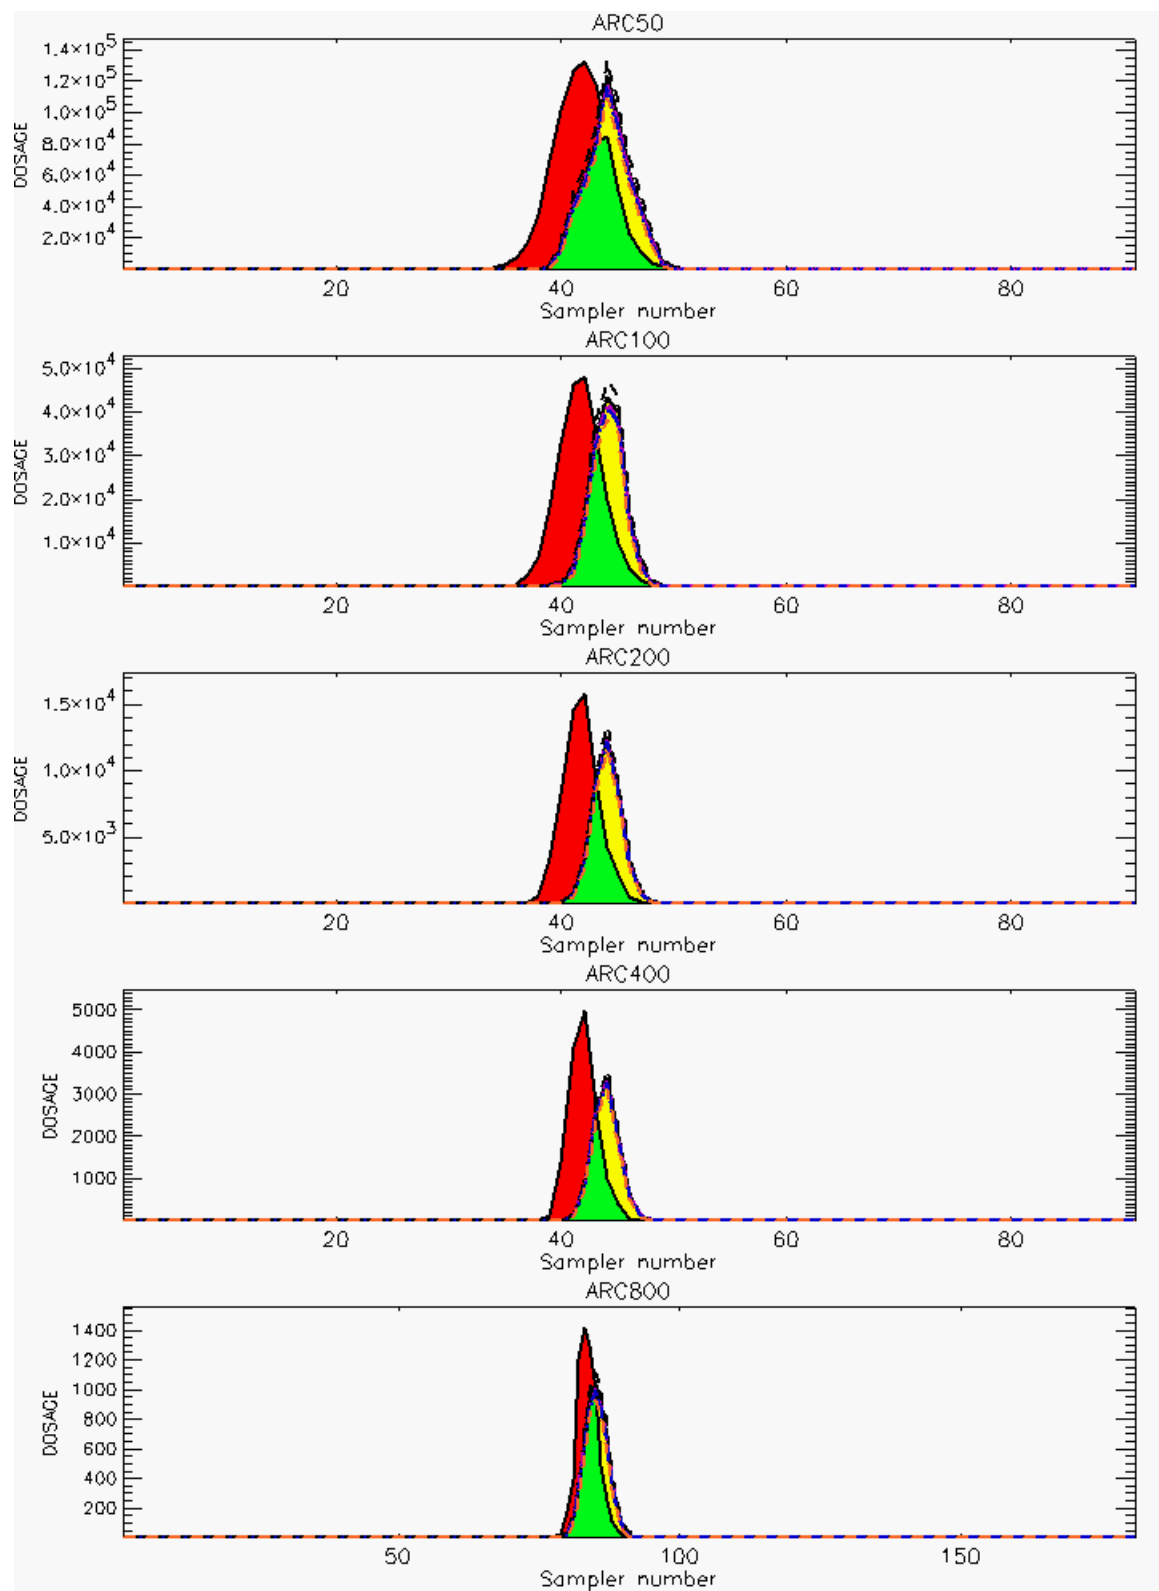 ARC50
1.4×10^5
1.2×10^5
1.0×10^5
8.0×10^4
6.0×10^4
4.0×10^4
2.0×10^4
DOSAGE
20 40 60 80
Sampler number
ARC100
5.0×10^4
4.0×10^4
3.0×10^4
2.0×10^4
1.0×10^4
DOSAGE
20 40 60 80
Sampler number
ARC200
1.5×10^4
1.0×10^4
5.0×10^3
DOSAGE
20 40 60 80
Sampler number
ARC400
5000
4000
3000
2000
1000
DOSAGE
20 40 60 80
Sampler number
ARC800
1400
1200
1000
800
600
400
200
DOSAGE
50 100 150
Sampler number